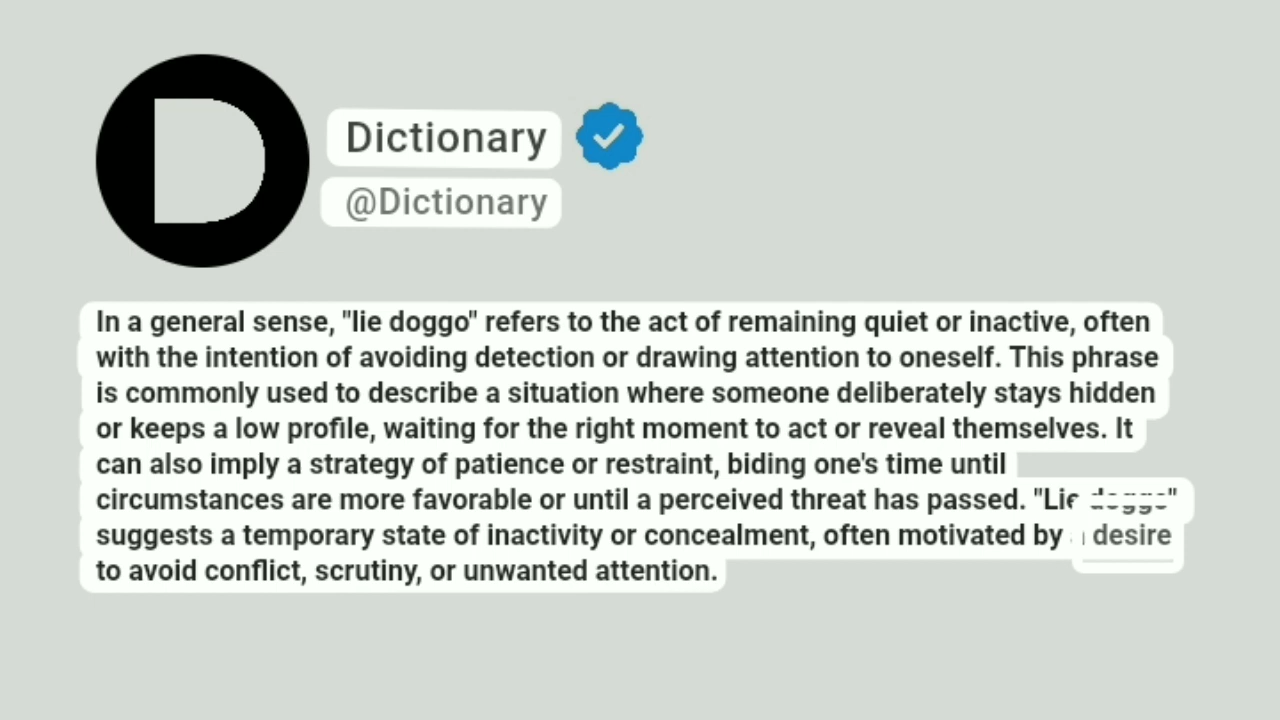 Dictionary
@Dictionary
In a general sense, "lie doggo" refers to the act of remaining quiet or inactive, often
with the intention of avoiding detection or drawing attention to oneself. This phrase
is commonly used to describe a situation where someone deliberately stays hidden
or keeps a low profile, waiting for the right moment to act or reveal themselves. It
can also imply a strategy of patience or restraint, biding one's time until
circumstances are more favorable or until a perceived threat has passed. "Lie doggo"
suggests a temporary state of inactivity or concealment, often motivated by desire
to avoid conflict, scrutiny, or unwanted attention.